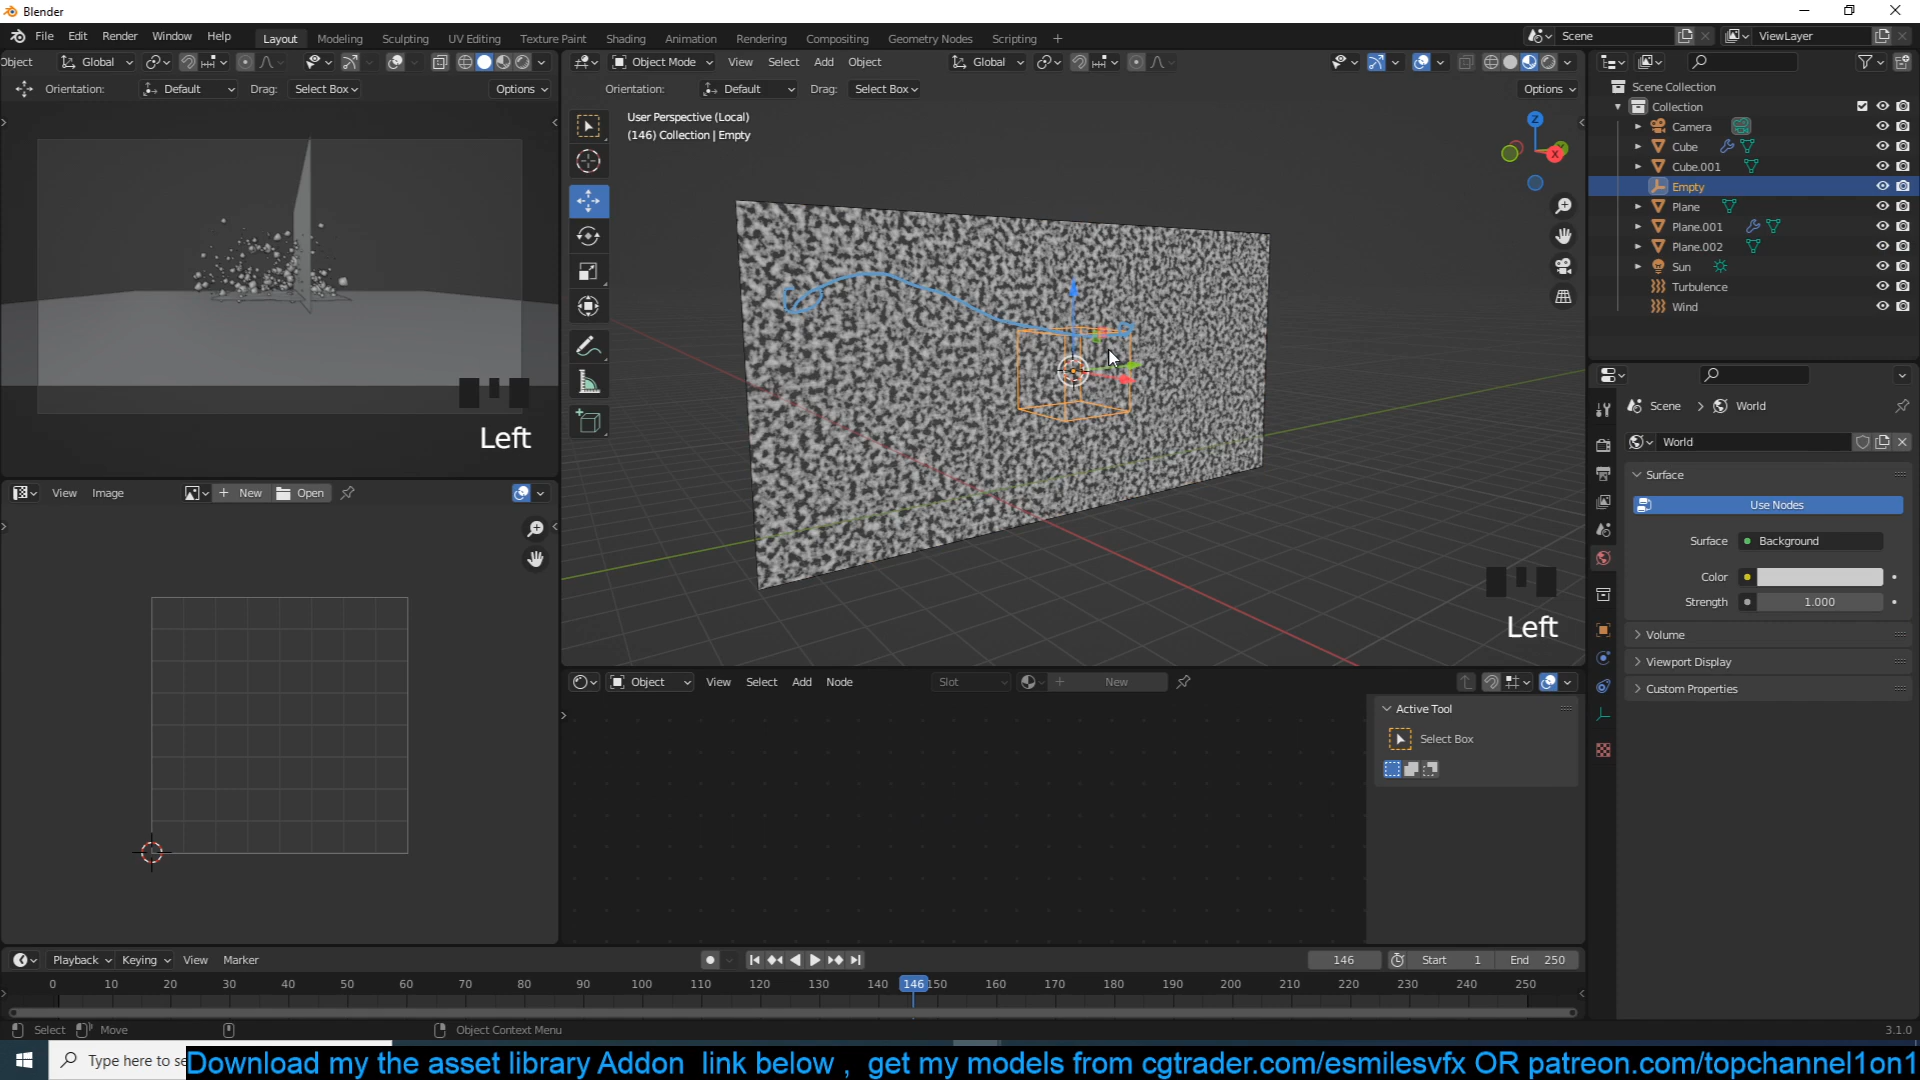 Blender
File Edit Render Window Help
Layout Modeling Sculpting UV Editing Texture Paint Shading Animation Rendering Compositing Geometry Nodes Scripting +
Scene
ViewLayer
Object Global
Object Mode View Select Add Object Global
Orientation: Default Drag: Select Box Options
Orientation: Default Drag: Select Box Options
User Perspective (Local)
(146) Collection | Empty
Z
X
Scene Collection
Collection
Camera
Cube
Cube.001
Empty
Plane
Plane.001
Plane.002
Sun
Turbulence
Wind
Left
Left
View Image + New Open
Scene > World
World
Surface
Use Nodes
Surface Background
Color
Strength 1.000
Volume
Viewport Display
Custom Properties
Object View Select Add Node Slot + New
Active Tool
Select Box
Playback Keying View Marker 146 Start 1 End 250
0 10 20 30 40 50 60 70 80 90 100 110 120 130 140 146 150 160 170 180 190 200 210 220 230 240 250
Select Move Object Context Menu 3.1.0
Type here to se
Download my the asset library Addon link below , get my models from cgtrader.com/esmilesvfx OR patreon.com/topchannel1on1